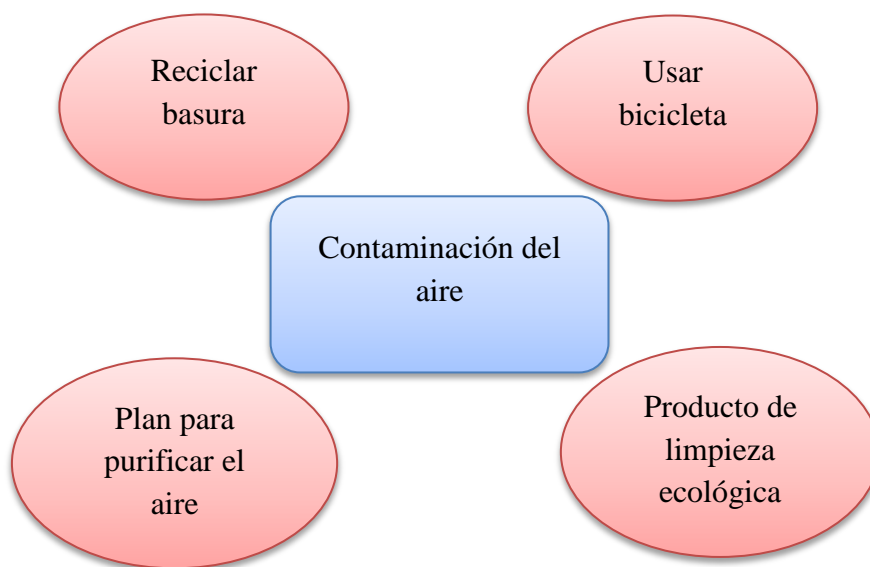 Reciclar
basura
Usar
bicicleta
Contaminación del
aire
Plan para
purificar el
aire
Producto de
limpieza
ecológica